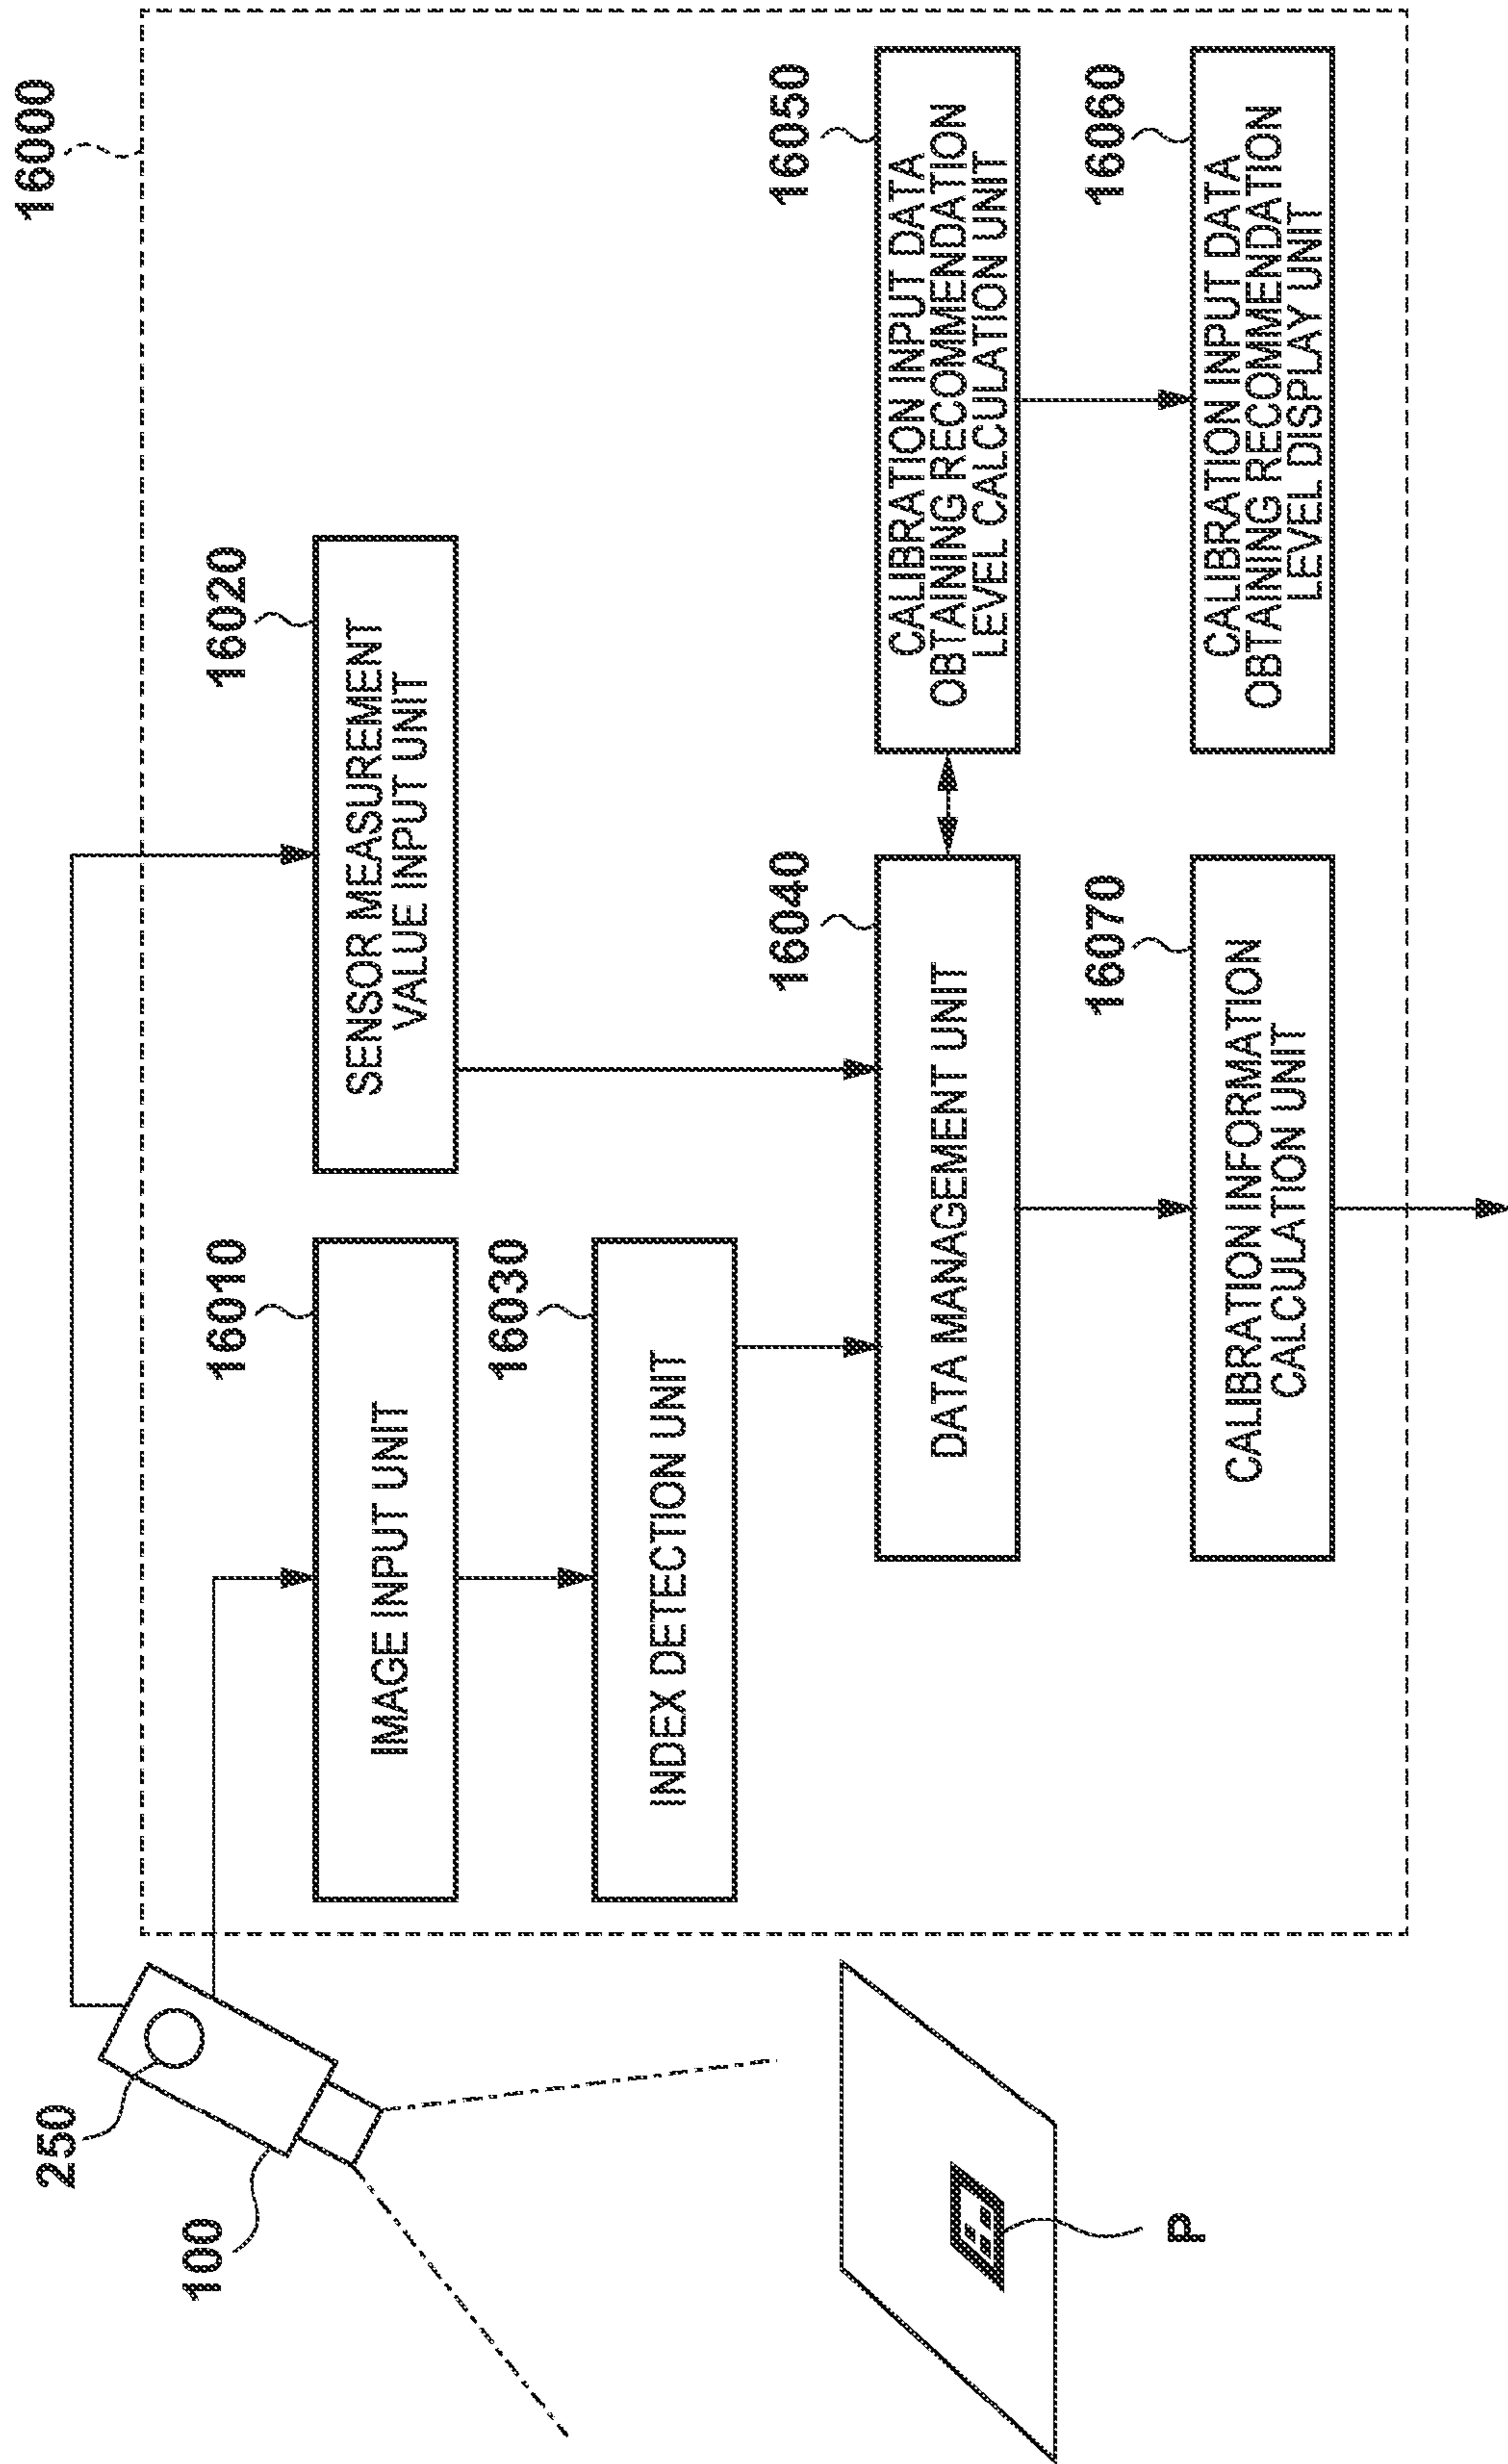 16000
250
100
16010
IMAGE INPUT UNIT
16020
SENSOR MEASUREMENT
VALUE INPUT UNIT
16030
INDEX DETECTION UNIT
16040
DATA MANAGEMENT UNIT
16050
CALIBRATION INPUT DATA
OBTAINING RECOMMENDATION
LEVEL CALCULATION UNIT
P
16070
CALIBRATION INFORMATION
CALCULATION UNIT
16060
CALIBRATION INPUT DATA
OBTAINING RECOMMENDATION
LEVEL DISPLAY UNIT